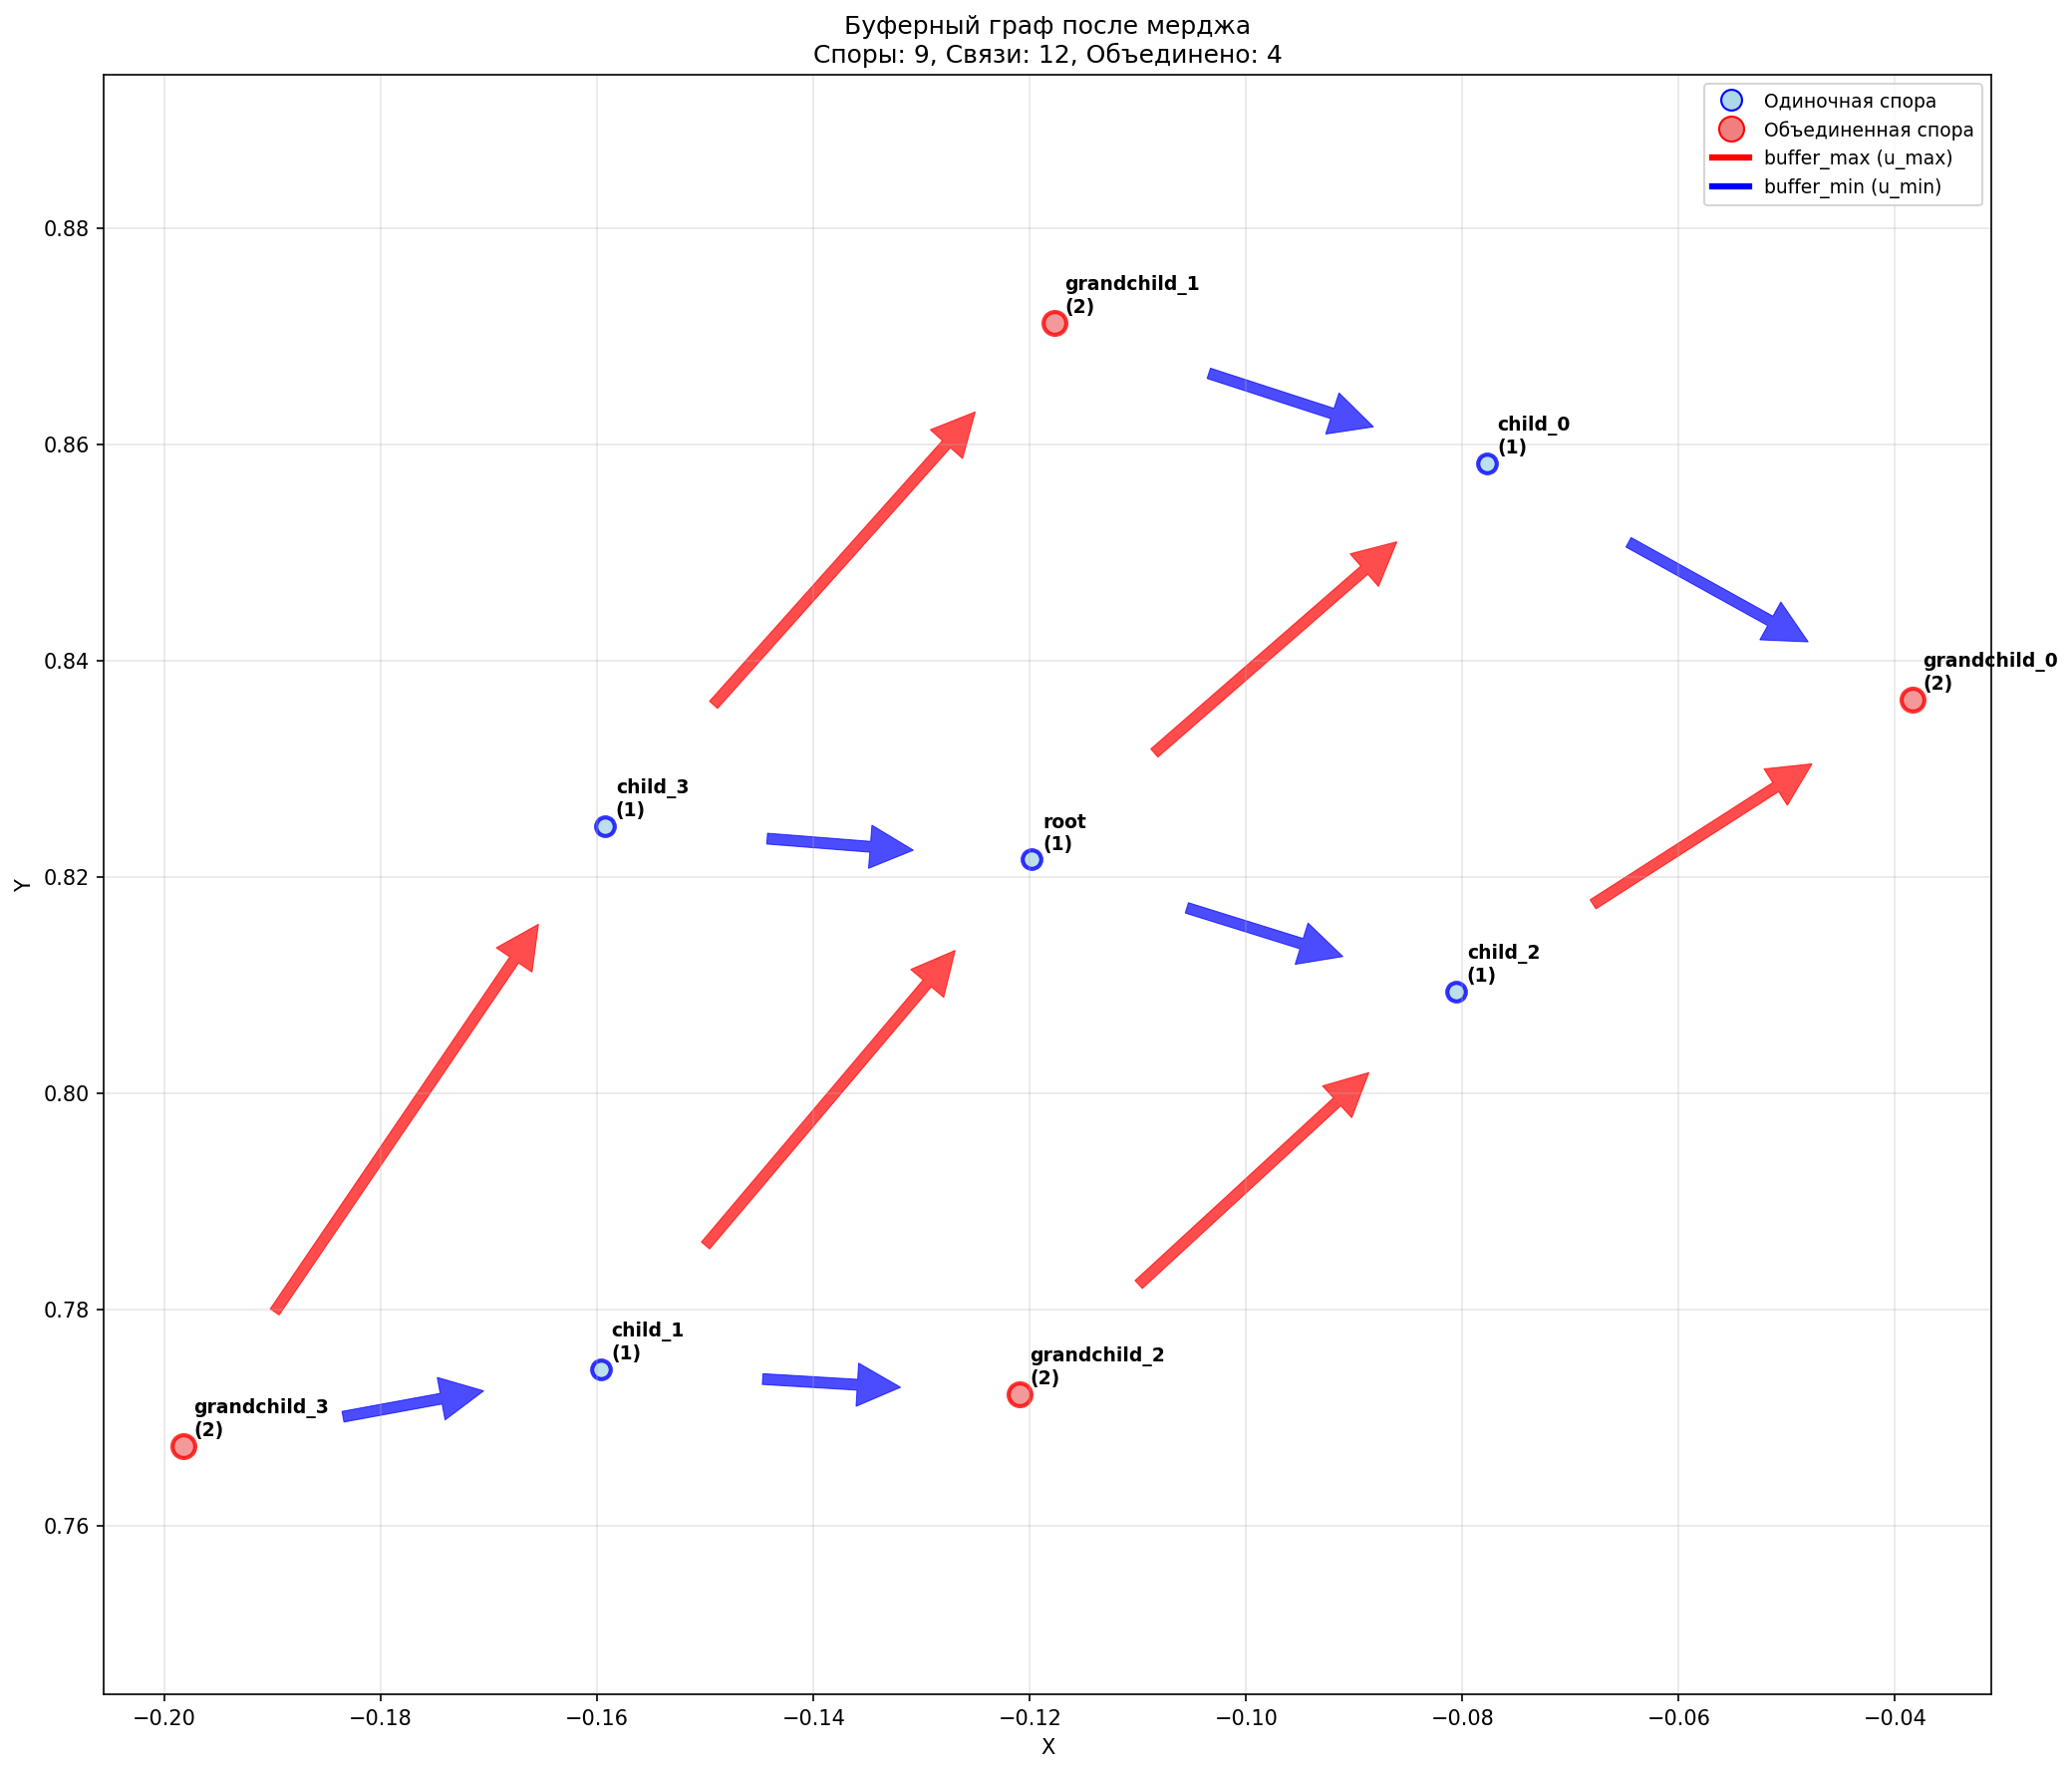 Буферный граф после мерджа
Споры: 9, Связи: 12, Объединено: 4
Одиночная спора
Объединенная спора
buffer_max (u_max)
buffer_min (u_min)
0.88
grandchild_1
(2)
0.86
child_0
(1)
0.84
grandchild_0
(2)
child_3
(1)
root
(1)
Y
0.82
child_2
(1)
0.80
0.78
child_1
(1)
grandchild_2
(2)
grandchild_3
(2)
0.76
−0.20 −0.18 −0.16 −0.14 −0.12 −0.10 −0.08 −0.06 −0.04
X